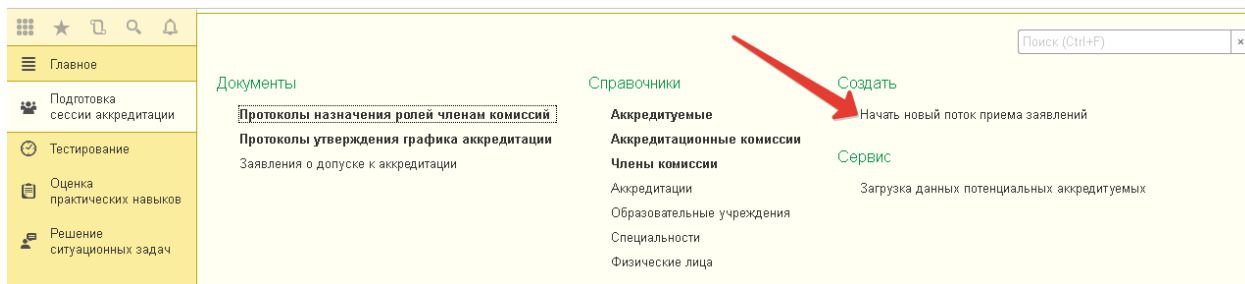 Поиск (Ctrl+F)
×
Главное
Подготовка
сессии аккредитации
Тестирование
Оценка
практических навыков
Решение
ситуационных задач
Документы
Протоколы назначения ролей членам комиссий
Протоколы утверждения графика аккредитации
Заявления о допуске к аккредитации
Справочники
Аккредитуемые
Аккредитационные комиссии
Члены комиссии
Аккредитации
Образовательные учреждения
Специальности
Физические лица
Создать
Начать новый поток приема заявлений
Сервис
Загрузка данных потенциальных аккредитуемых